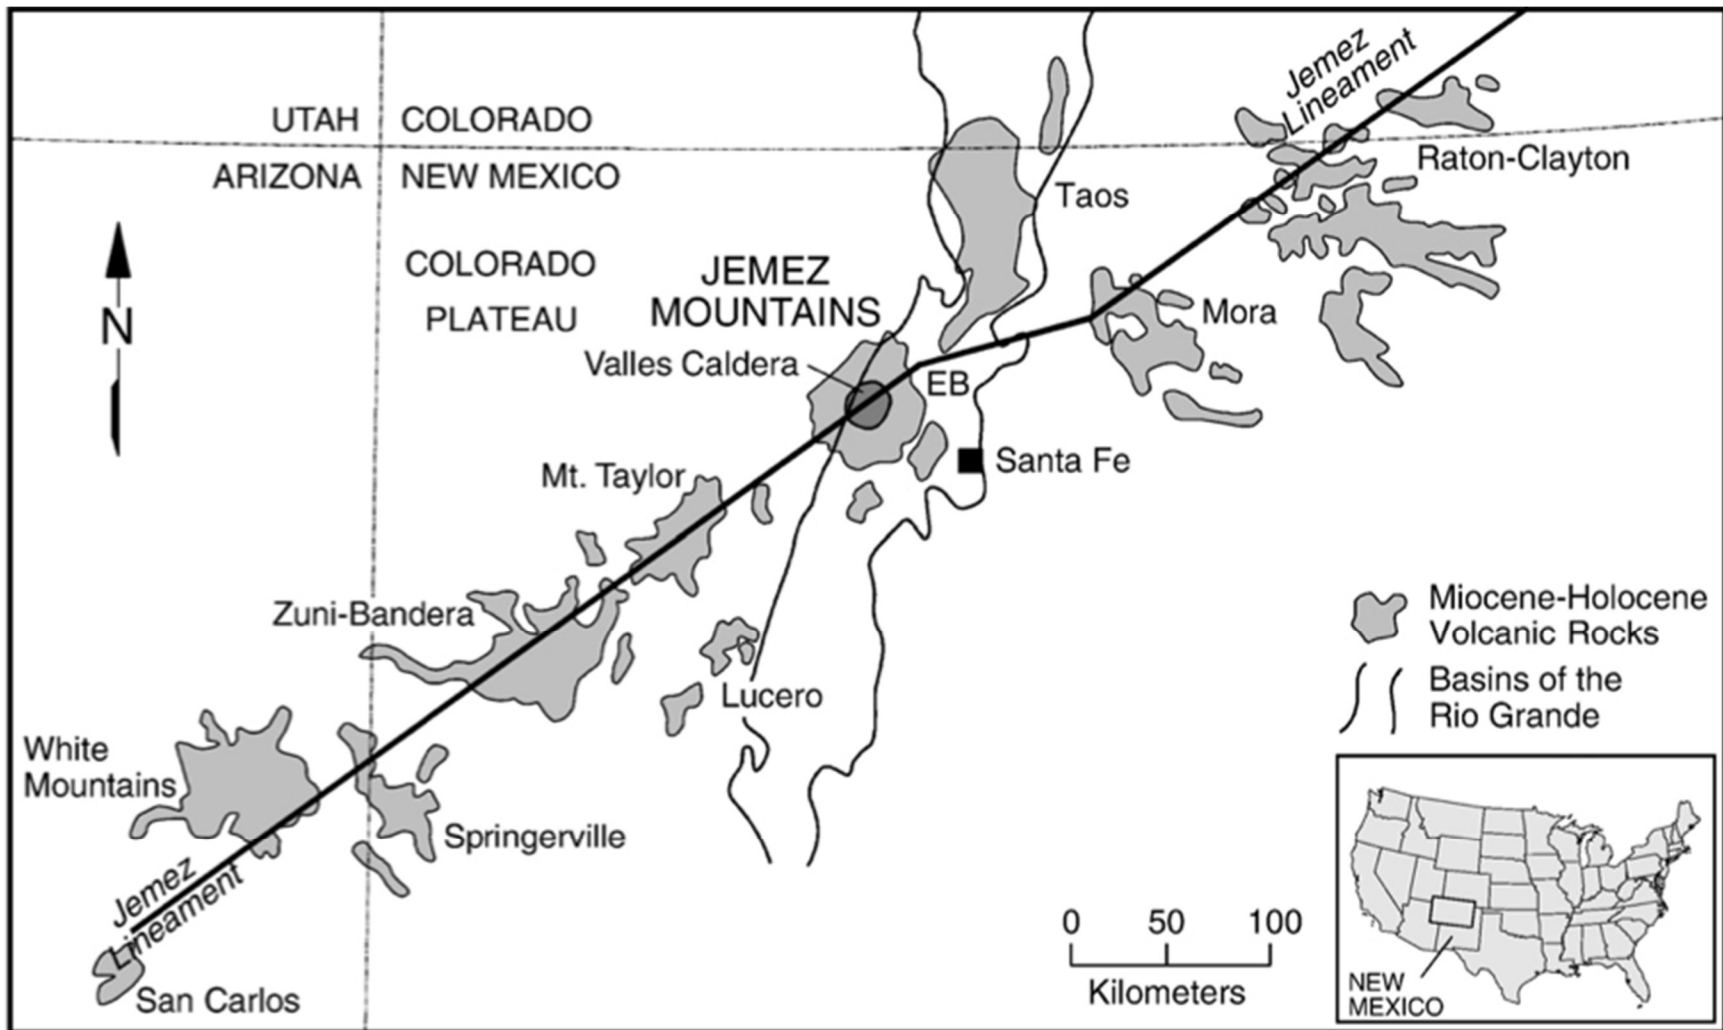 Jemez
Lineament
UTAH
COLORADO
ARIZONA
NEW MEXICO
Raton-Clayton
Taos
COLORADO
PLATEAU
JEMEZ
MOUNTAINS
N
Mora
Valles Caldera
EB
Santa Fe
Mt. Taylor
Zuni-Bandera
Lucero
White
Mountains
Springerville
Jemez
Lineament
San Carlos
Miocene-Holocene
Volcanic Rocks
Basins of the
Rio Grande
0 50 100
Kilometers
NEW
MEXICO